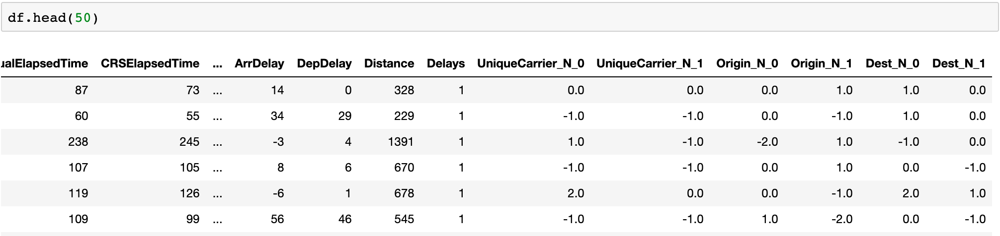 df.head(50)
ualElapsedTime CRSElapsedTime ... ArrDelay DepDelay Distance Delays UniqueCarrier_N_0 UniqueCarrier_N_1 Origin_N_0 Origin_N_1 Dest_N_0 Dest_N_1
87 73 ... 14 0 328 1 0.0 0.0 0.0 1.0 1.0 0.0
60 55 ... 34 29 229 1 -1.0 -1.0 0.0 -1.0 1.0 0.0
238 245 ... -3 4 1391 1 1.0 -1.0 -2.0 1.0 -1.0 0.0
107 105 ... 8 6 670 1 -1.0 -1.0 0.0 1.0 0.0 -1.0
119 126 ... -6 1 678 1 2.0 0.0 0.0 -1.0 2.0 1.0
109 99 ... 56 46 545 1 -1.0 -1.0 1.0 -2.0 0.0 -1.0